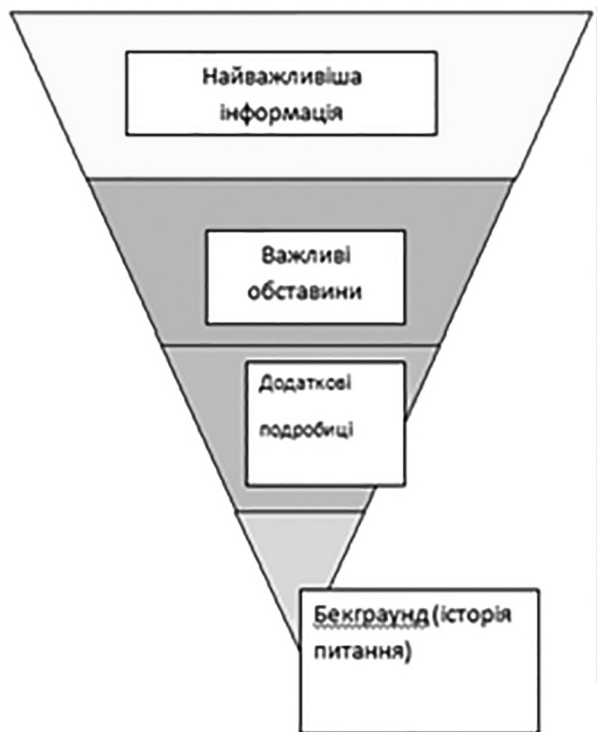 Найважливіша
інформація
Важливі
обставини
Додаткові
подробиці
Бекграунд (історія
питання)